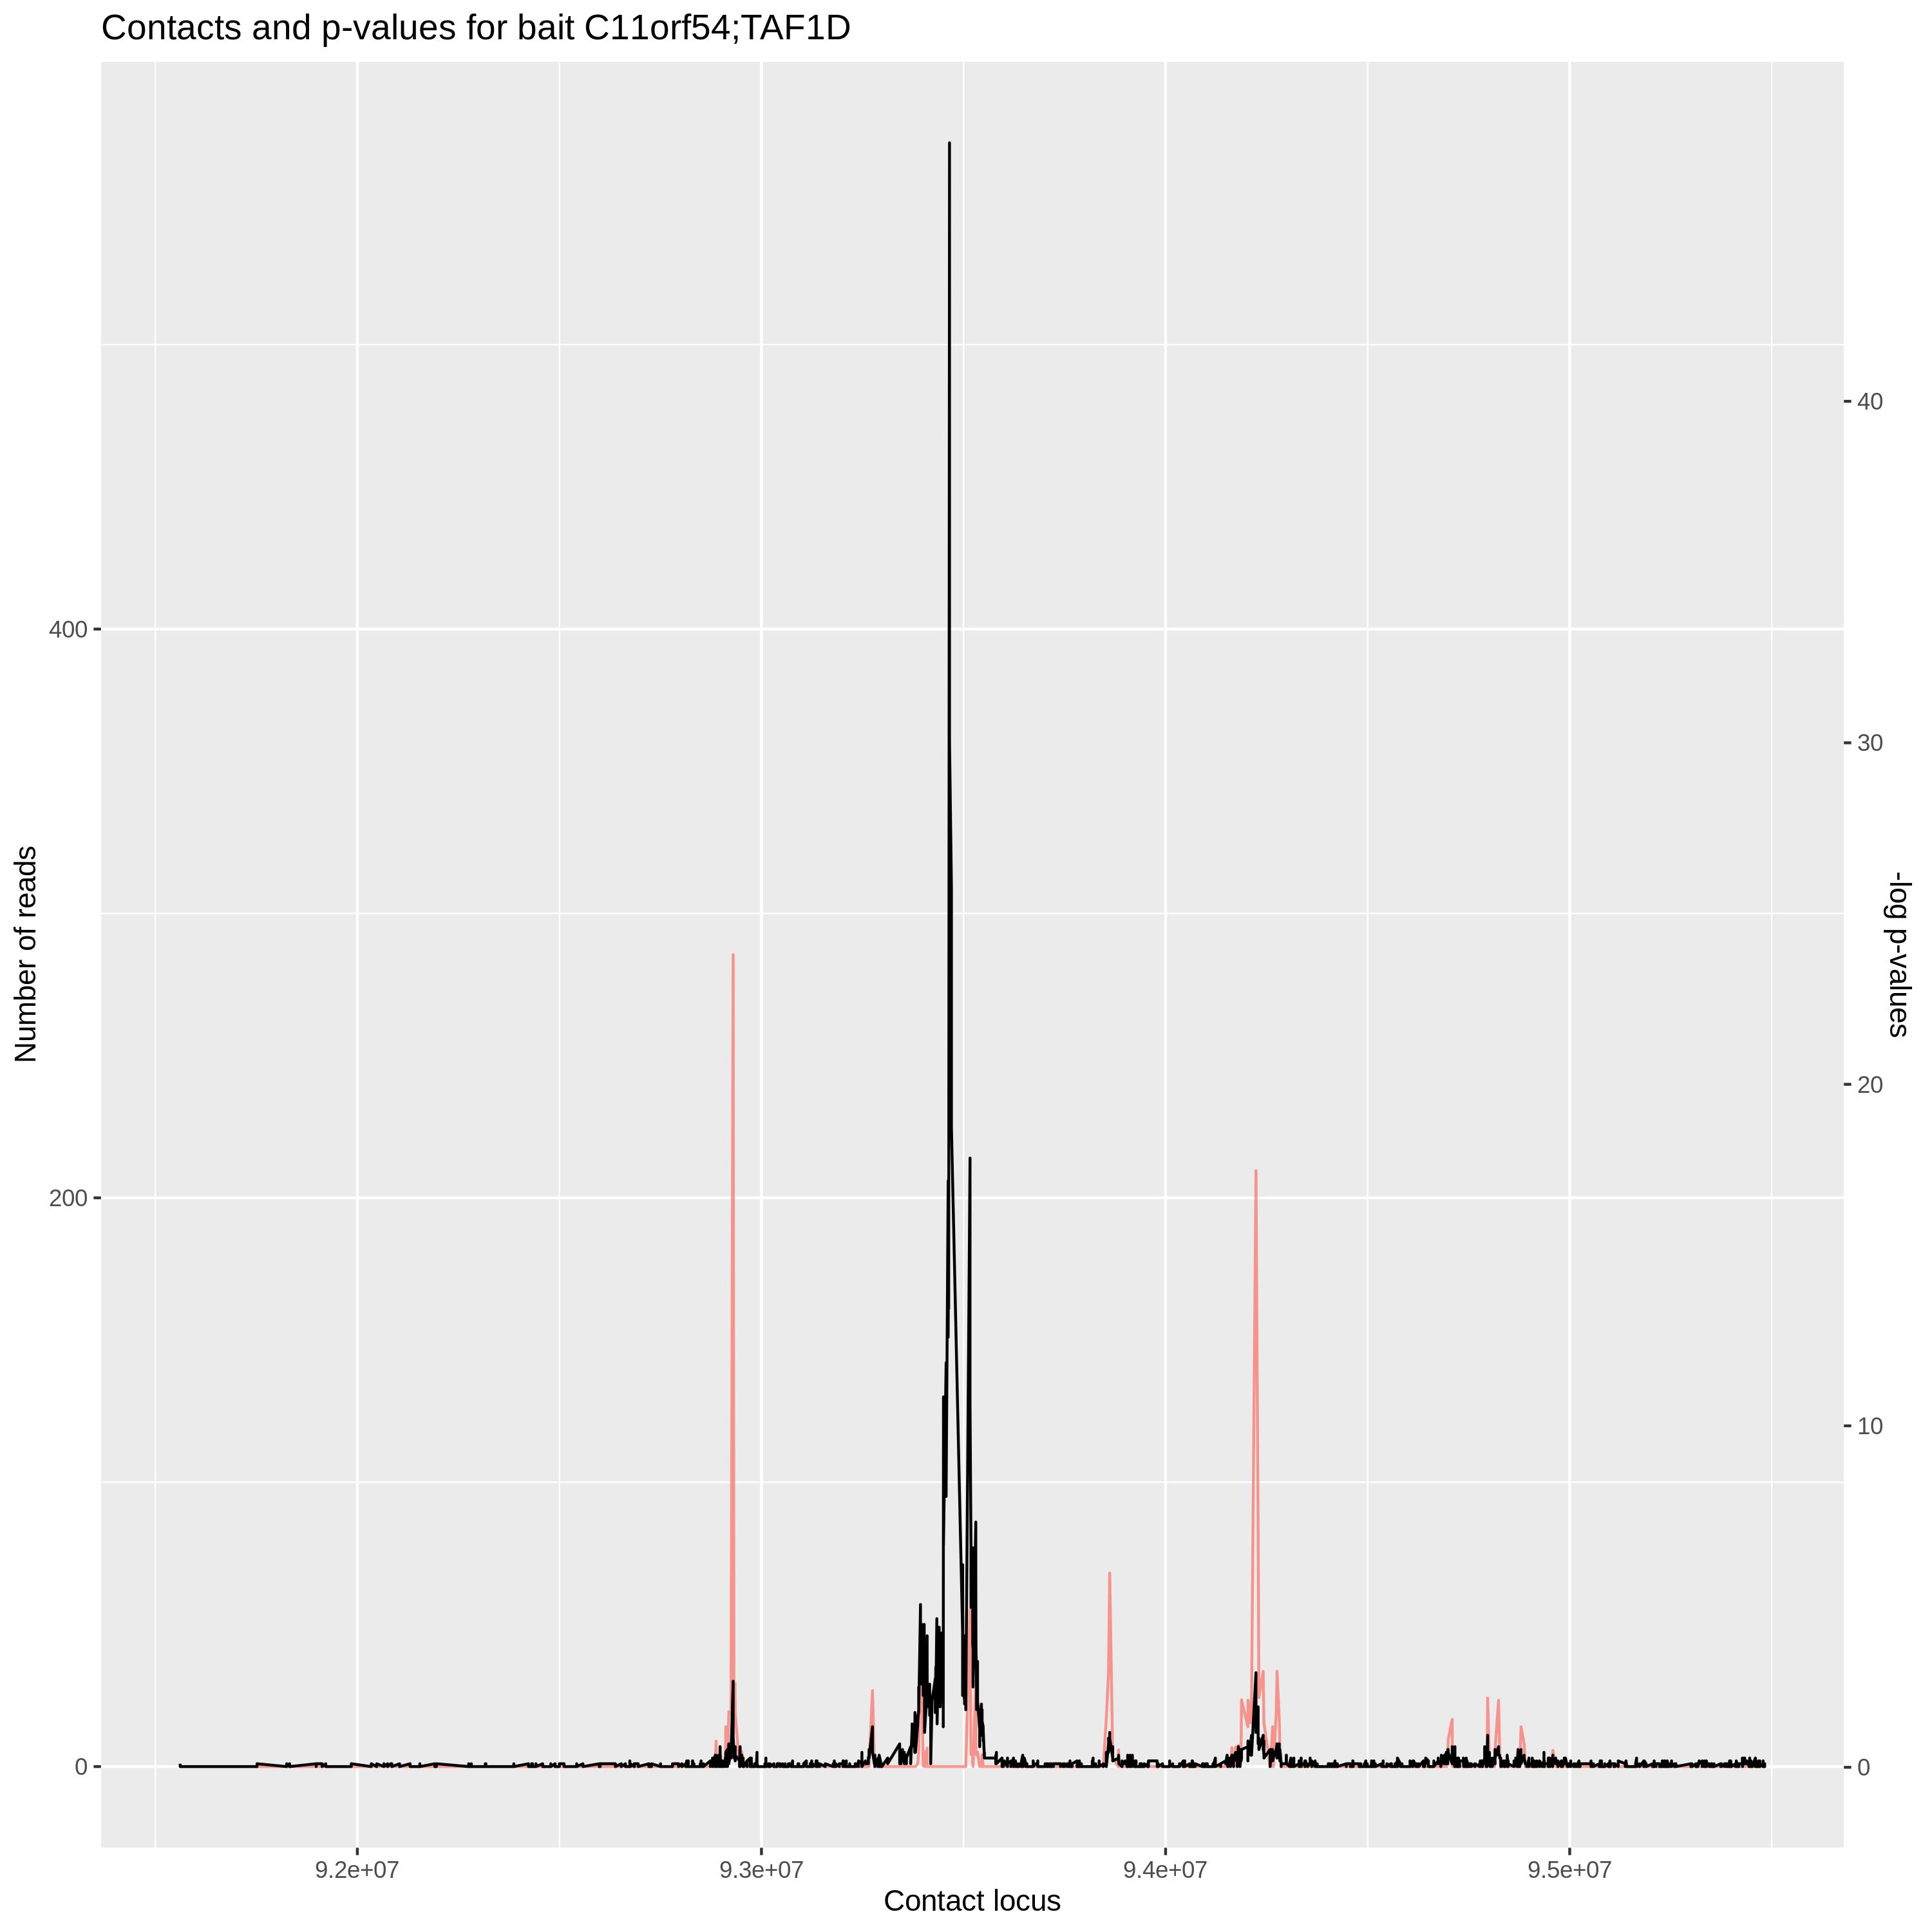 Contacts and p-values for bait C11orf54;TAF1D
Number of reads
400
200
0
40
30
20
10
0
-log p-values
9.2e+07
9.3e+07
9.4e+07
9.5e+07
Contact locus